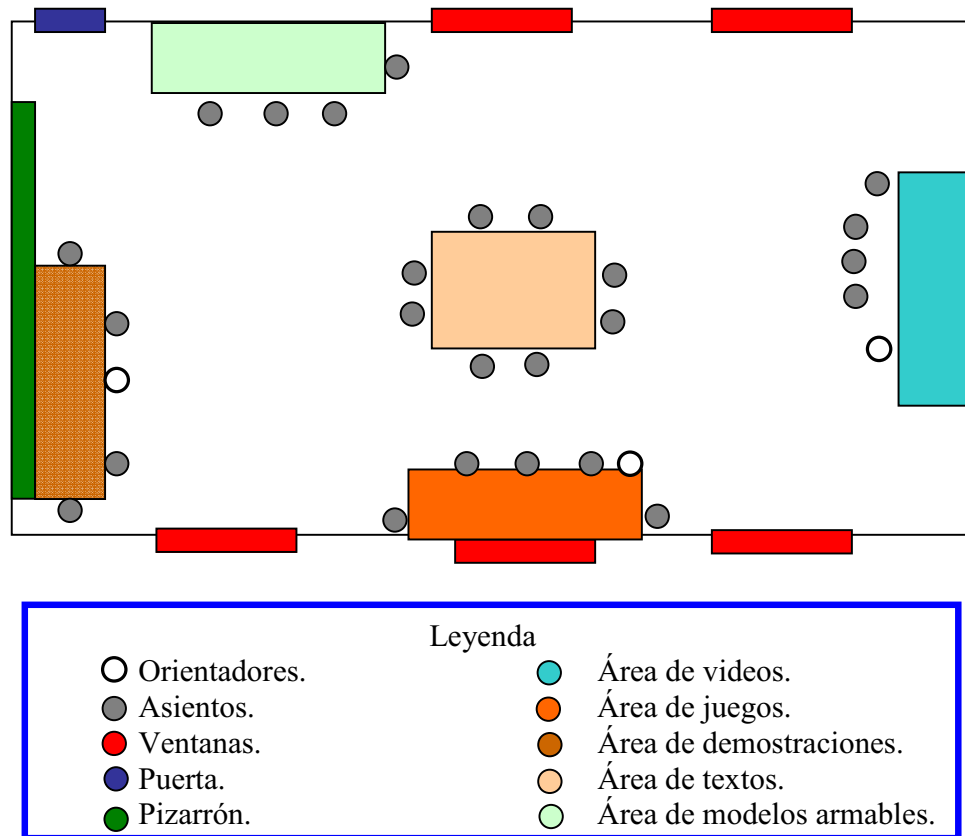 Leyenda
Orientadores.
Asientos.
Ventanas.
Puerta.
Pizarrón.
Área de videos.
Área de juegos.
Área de demostraciones.
Área de textos.
Área de modelos armables.